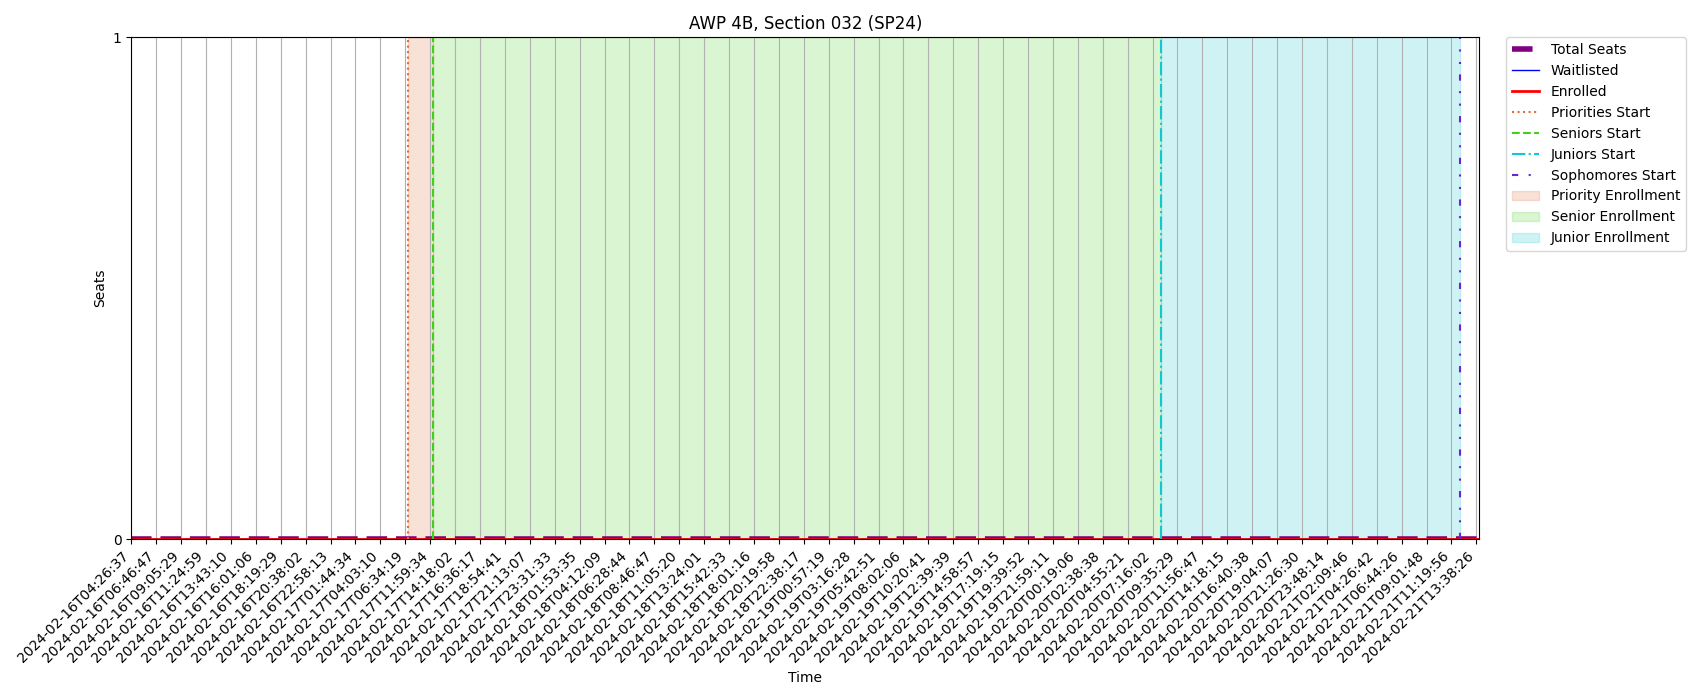 AWP 4B, Section 032 (SP24)
1
0
Seats
Total Seats
Waitlisted
Enrolled
Priorities Start
Seniors Start
Juniors Start
Sophomores Start
Priority Enrollment
Senior Enrollment
Junior Enrollment
2024-02-16T04:26:37
2024-02-16T06:46:47
2024-02-16T09:05:29
2024-02-16T11:24:59
2024-02-16T13:43:10
2024-02-16T16:01:06
2024-02-16T18:19:29
2024-02-16T20:38:02
2024-02-16T22:58:13
2024-02-17T01:44:34
2024-02-17T04:03:10
2024-02-17T06:34:19
2024-02-17T11:59:34
2024-02-17T14:18:02
2024-02-17T16:36:17
2024-02-17T18:54:41
2024-02-17T21:13:07
2024-02-17T23:31:33
2024-02-18T01:53:35
2024-02-18T04:12:09
2024-02-18T06:28:44
2024-02-18T08:46:47
2024-02-18T11:05:20
2024-02-18T13:24:01
2024-02-18T15:42:33
2024-02-18T18:01:16
2024-02-18T20:19:58
2024-02-18T22:38:17
2024-02-19T00:57:19
2024-02-19T03:16:28
2024-02-19T05:42:51
2024-02-19T08:02:06
2024-02-19T10:20:41
2024-02-19T12:39:39
2024-02-19T14:58:57
2024-02-19T17:19:15
2024-02-19T19:39:52
2024-02-19T21:59:11
2024-02-20T00:19:06
2024-02-20T02:38:38
2024-02-20T04:55:21
2024-02-20T07:16:02
2024-02-20T09:35:29
2024-02-20T11:56:47
2024-02-20T14:18:15
2024-02-20T16:40:38
2024-02-20T19:04:07
2024-02-20T21:26:30
2024-02-20T23:48:14
2024-02-21T02:09:46
2024-02-21T04:26:42
2024-02-21T06:44:26
2024-02-21T09:01:48
2024-02-21T11:19:56
2024-02-21T13:38:26
Time